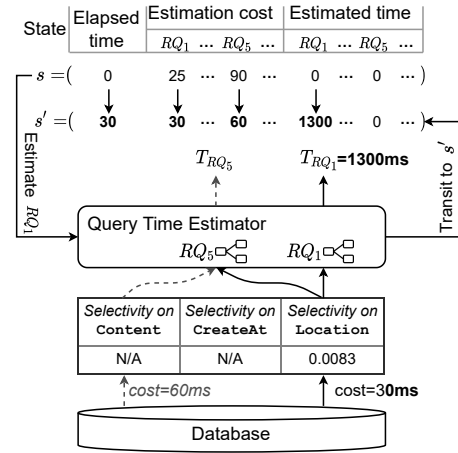 State Elapsed time Estimation cost Estimated time
RQ1 ... RQ5 ... RQ1 ... RQ5 ...
s =( 0 25 ... 90 ... 0 ... 0 ... )
s′ =( 30 30 ... 60 ... 1300 ... 0 ... )
Estimate RQ1
Transit to s′
T_RQ5 T_RQ1=1300ms
Query Time Estimator
RQ5 RQ1
Selectivity on Content Selectivity on CreateAt Selectivity on Location
N/A N/A 0.0083
cost=60ms cost=30ms
Database